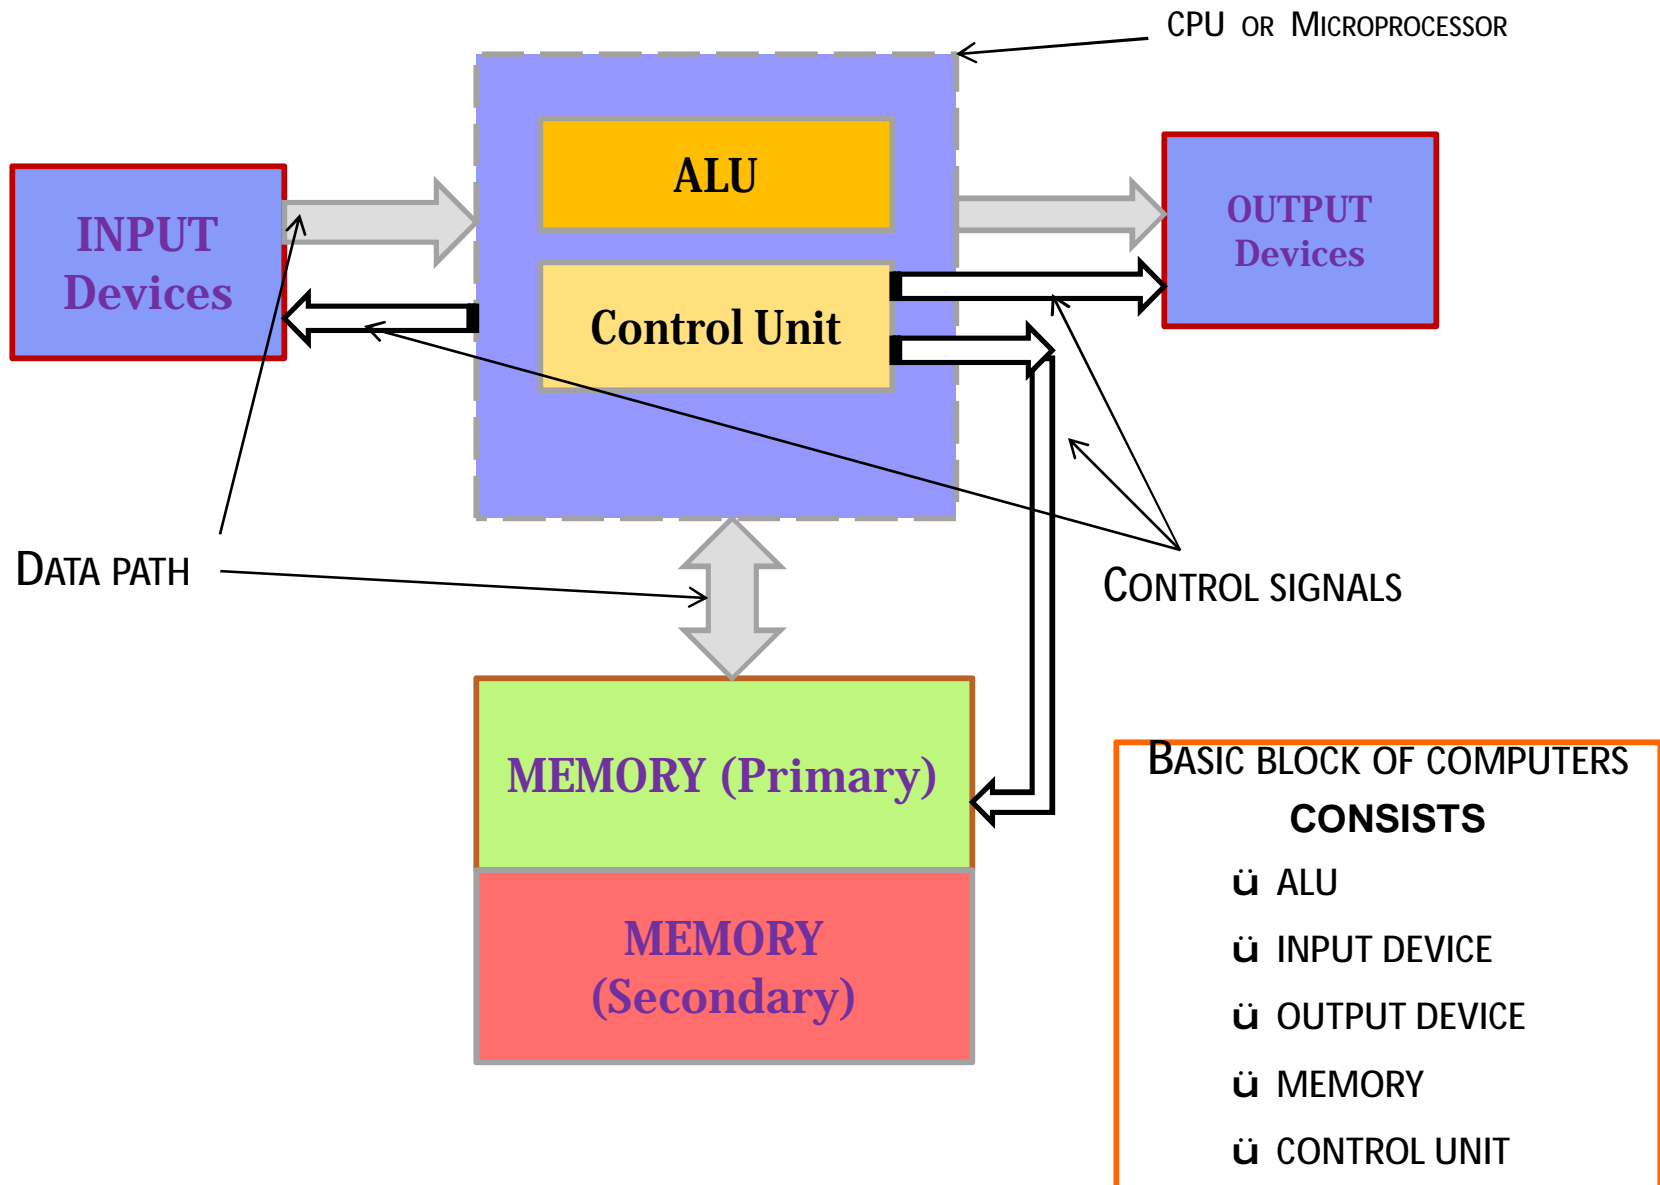 CPU OR MICROPROCESSOR
ALU
INPUT
Devices
OUTPUT
Devices
Control Unit
DATA PATH
CONTROL SIGNALS
MEMORY (Primary)
MEMORY
(Secondary)
BASIC BLOCK OF COMPUTERS
CONSISTS
ü ALU
ü INPUT DEVICE
ü OUTPUT DEVICE
ü MEMORY
ü CONTROL UNIT